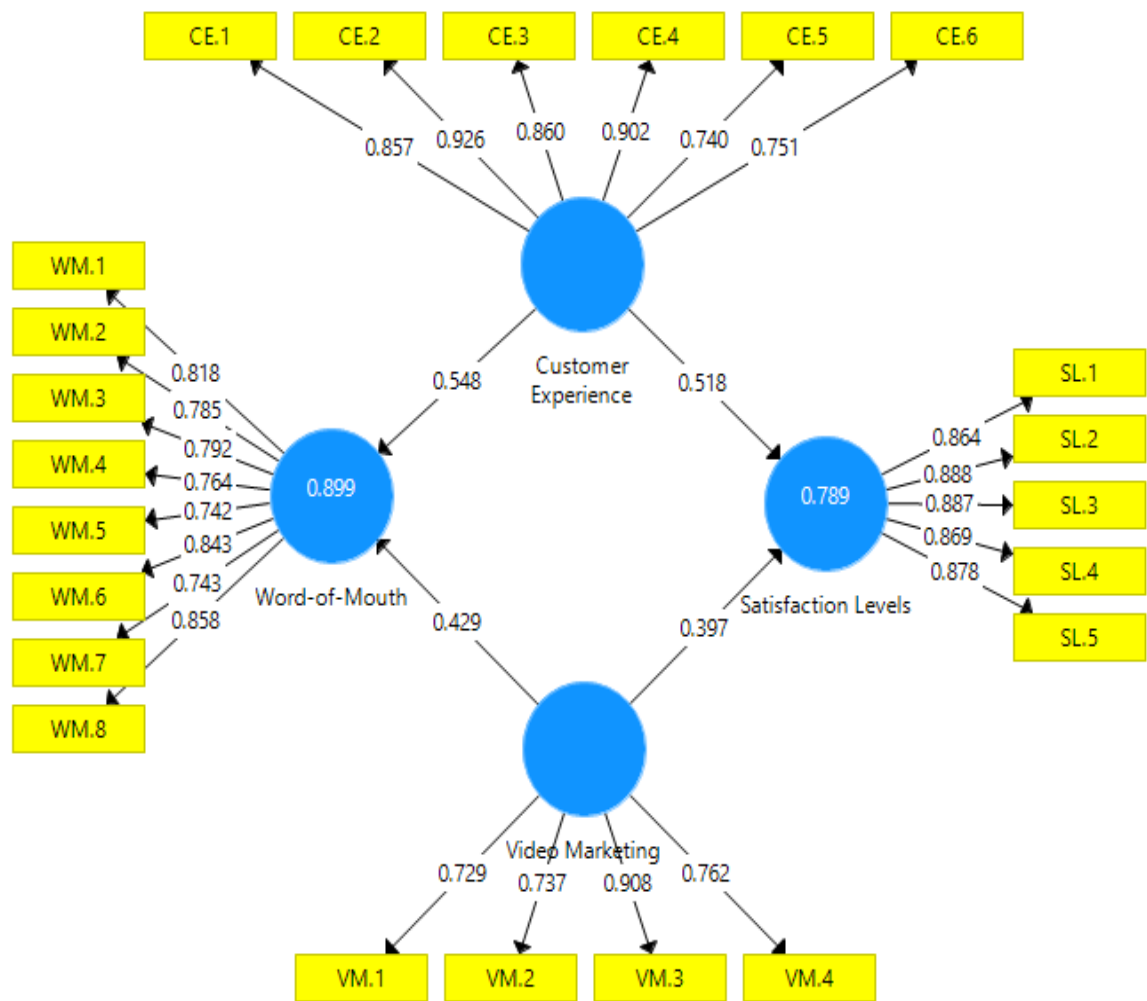 CE.1
CE.2
CE.3
CE.4
CE.5
CE.6
0.857
0.926
0.860
0.902
0.740
0.751
WM.1
WM.2
WM.3
WM.4
WM.5
WM.6
WM.7
WM.8
0.818
0.785
0.792
0.764
0.742
0.843
0.743
0.858
0.899
Word-of-Mouth
Customer
Experience
0.548
0.518
0.429
0.397
0.789
Satisfaction Levels
0.864
0.888
0.887
0.869
0.878
SL.1
SL.2
SL.3
SL.4
SL.5
Video Marketing
0.729
0.737
0.908
0.762
VM.1
VM.2
VM.3
VM.4